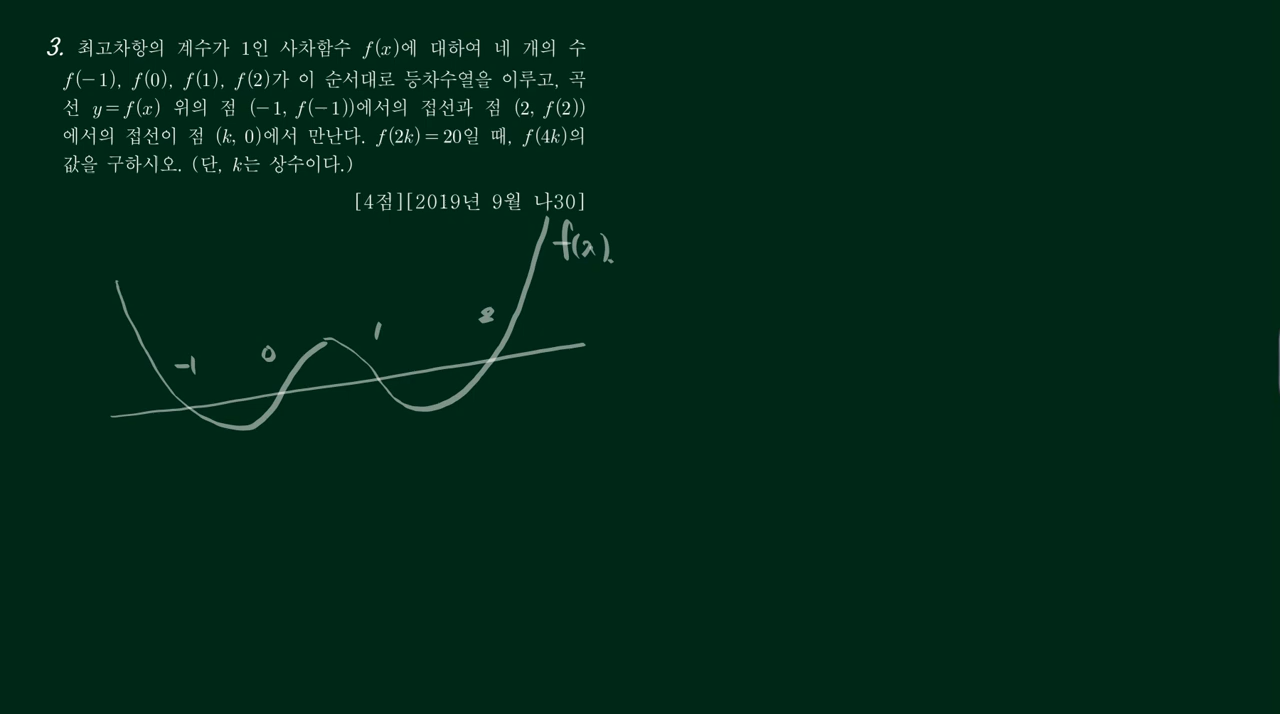 3. 최고차항의 계수가 1인 사차함수 f(x)에 대하여 네 개의 수
f(-1), f(0), f(1), f(2)가 이 순서대로 등차수열을 이루고, 곡
선 y=f(x) 위의 점 (-1, f(-1))에서의 접선과 점 (2, f(2))
에서의 접선이 점 (k, 0)에서 만난다. f(2k)=20일 때, f(4k)의
값을 구하시오. (단, k는 상수이다.)
[4점][2019년 9월 나30]
f(x).
-1 0 1 2